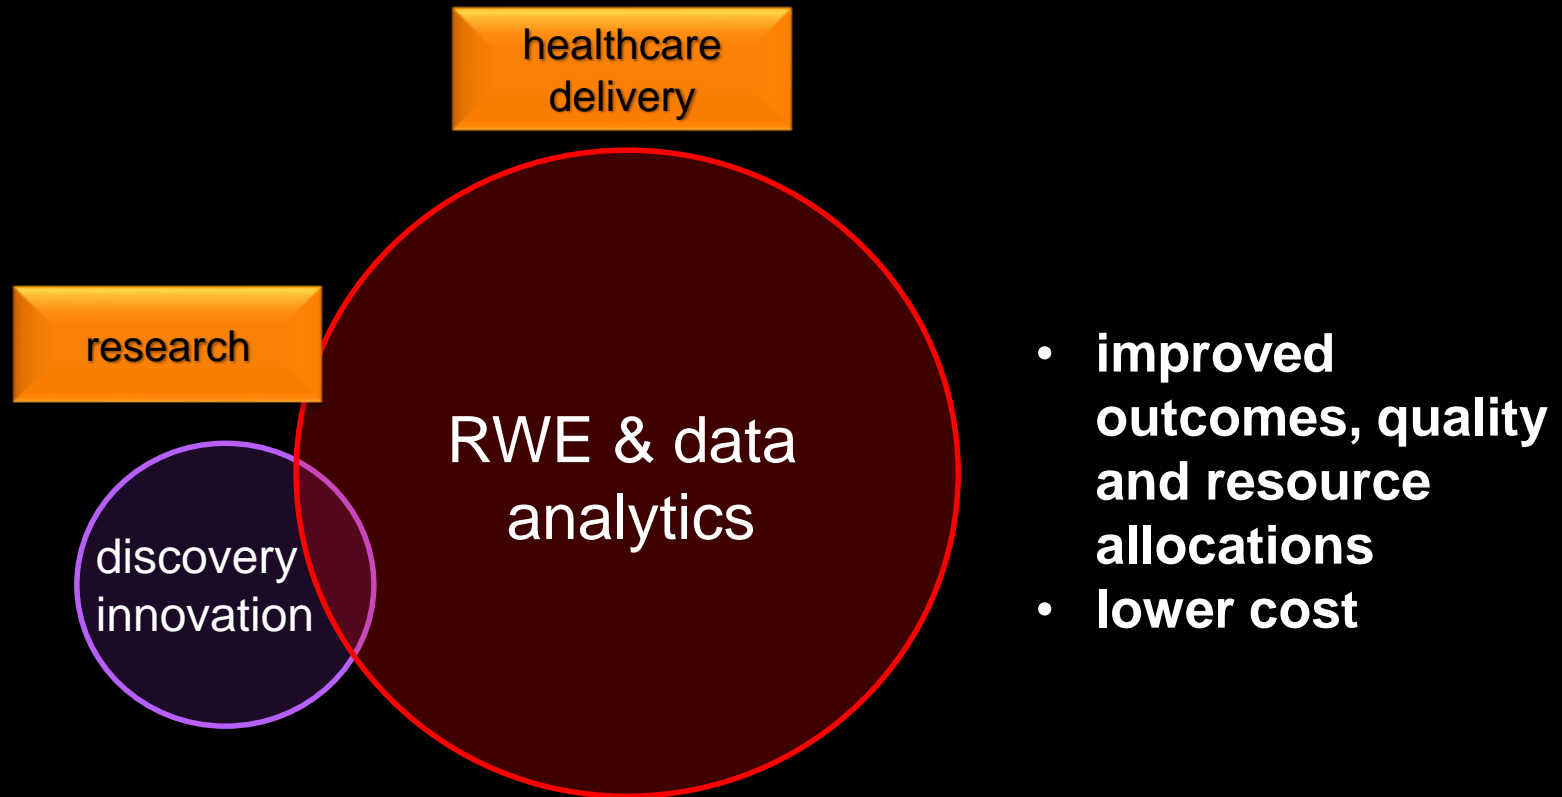 healthcare
delivery
research
RWE & data
analytics
discovery
innovation
• improved
outcomes, quality
and resource
allocations
• lower cost